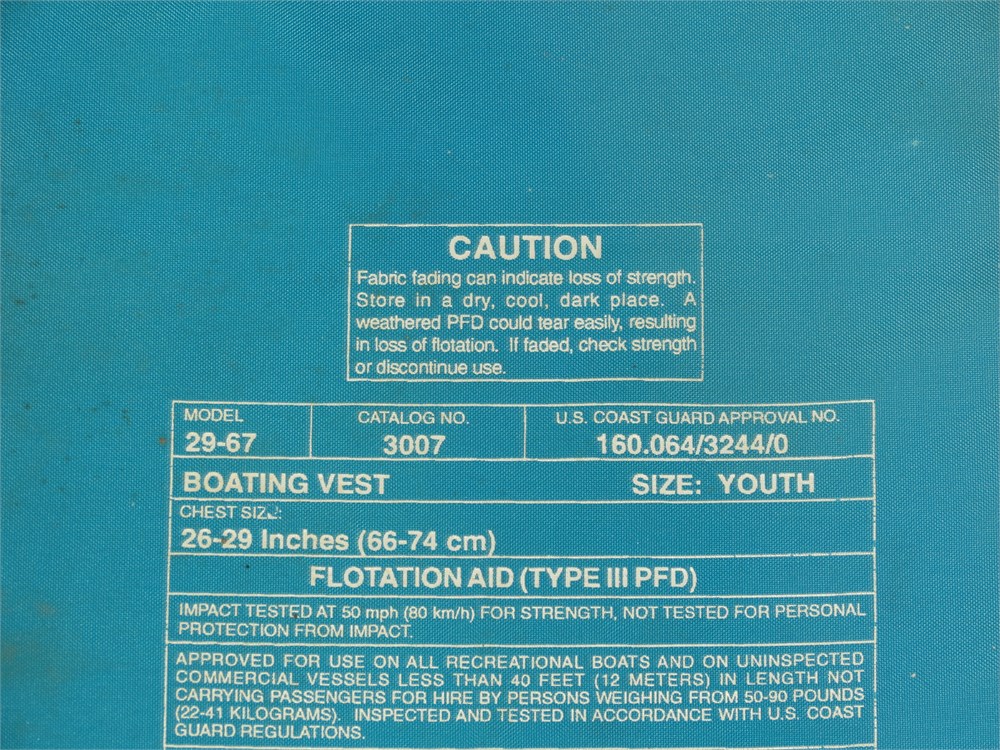 CAUTION
Fabric fading can indicate loss of strength.
Store in a dry, cool, dark place. A
weathered PFD could tear easily, resulting
in loss of flotation. If faded, check strength
or discontinue use.
MODEL CATALOG NO. U.S. COAST GUARD APPROVAL NO.
29-67 3007 160.064/3244/0
BOATING VEST SIZE: YOUTH
CHEST SIZE:
26-29 Inches (66-74 cm)
FLOTATION AID (TYPE III PFD)
IMPACT TESTED AT 50 mph (80 km/h) FOR STRENGTH, NOT TESTED FOR PERSONAL
PROTECTION FROM IMPACT.
APPROVED FOR USE ON ALL RECREATIONAL BOATS AND ON UNINSPECTED
COMMERCIAL VESSELS LESS THAN 40 FEET (12 METERS) IN LENGTH NOT
CARRYING PASSENGERS FOR HIRE BY PERSONS WEIGHING FROM 50-90 POUNDS
(22-41 KILOGRAMS). INSPECTED AND TESTED IN ACCORDANCE WITH U.S. COAST
GUARD REGULATIONS.